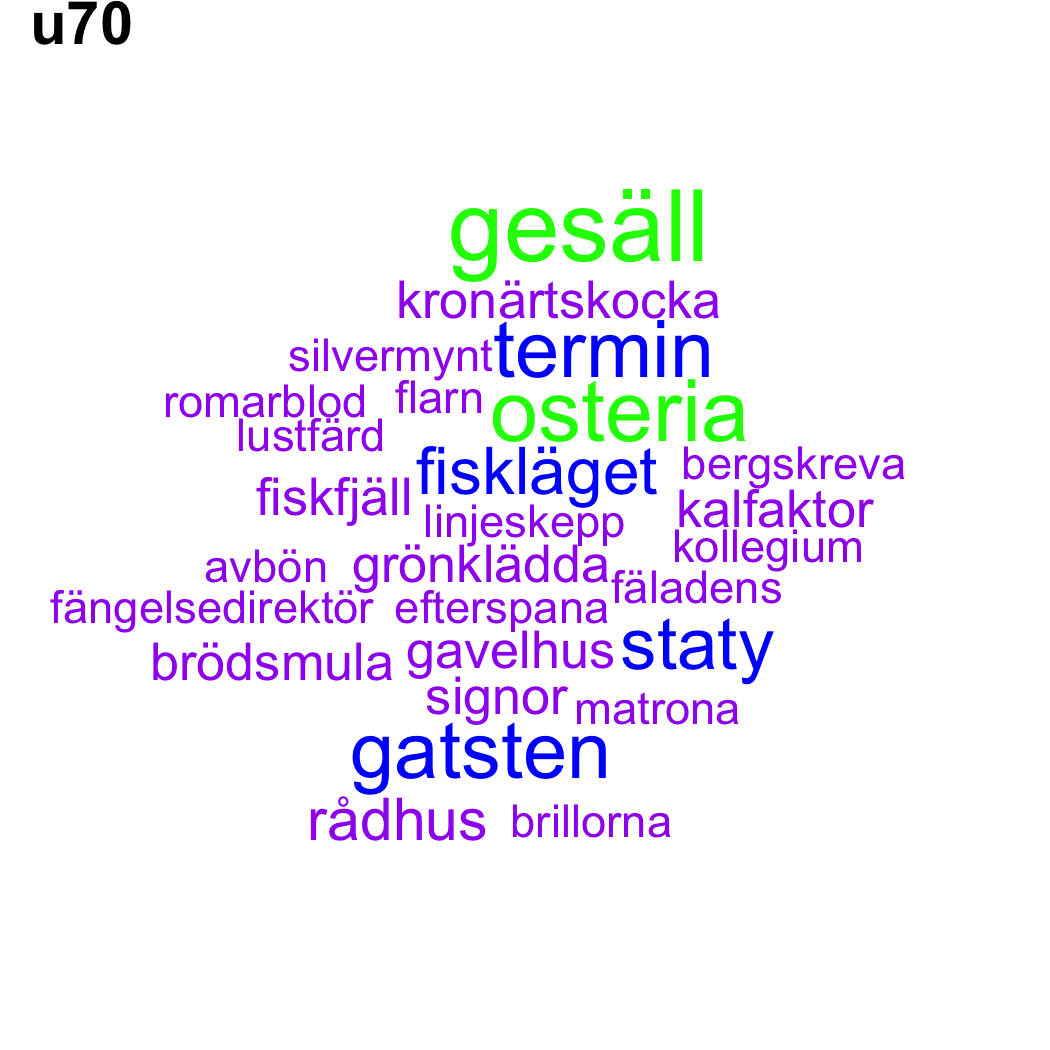 u70
gesäll
kronärtskocka
silvermynt termin
romarblod flarn osteria
lustfärd
fiskläget bergskreva
fiskfjäll linjeskepp kalfaktor
kollegium
avbön grönklädda fäladens
fängelsedirektör efterspana
brödsmula gavelhus staty
signor matrona
gatsten
rådhus brillorna